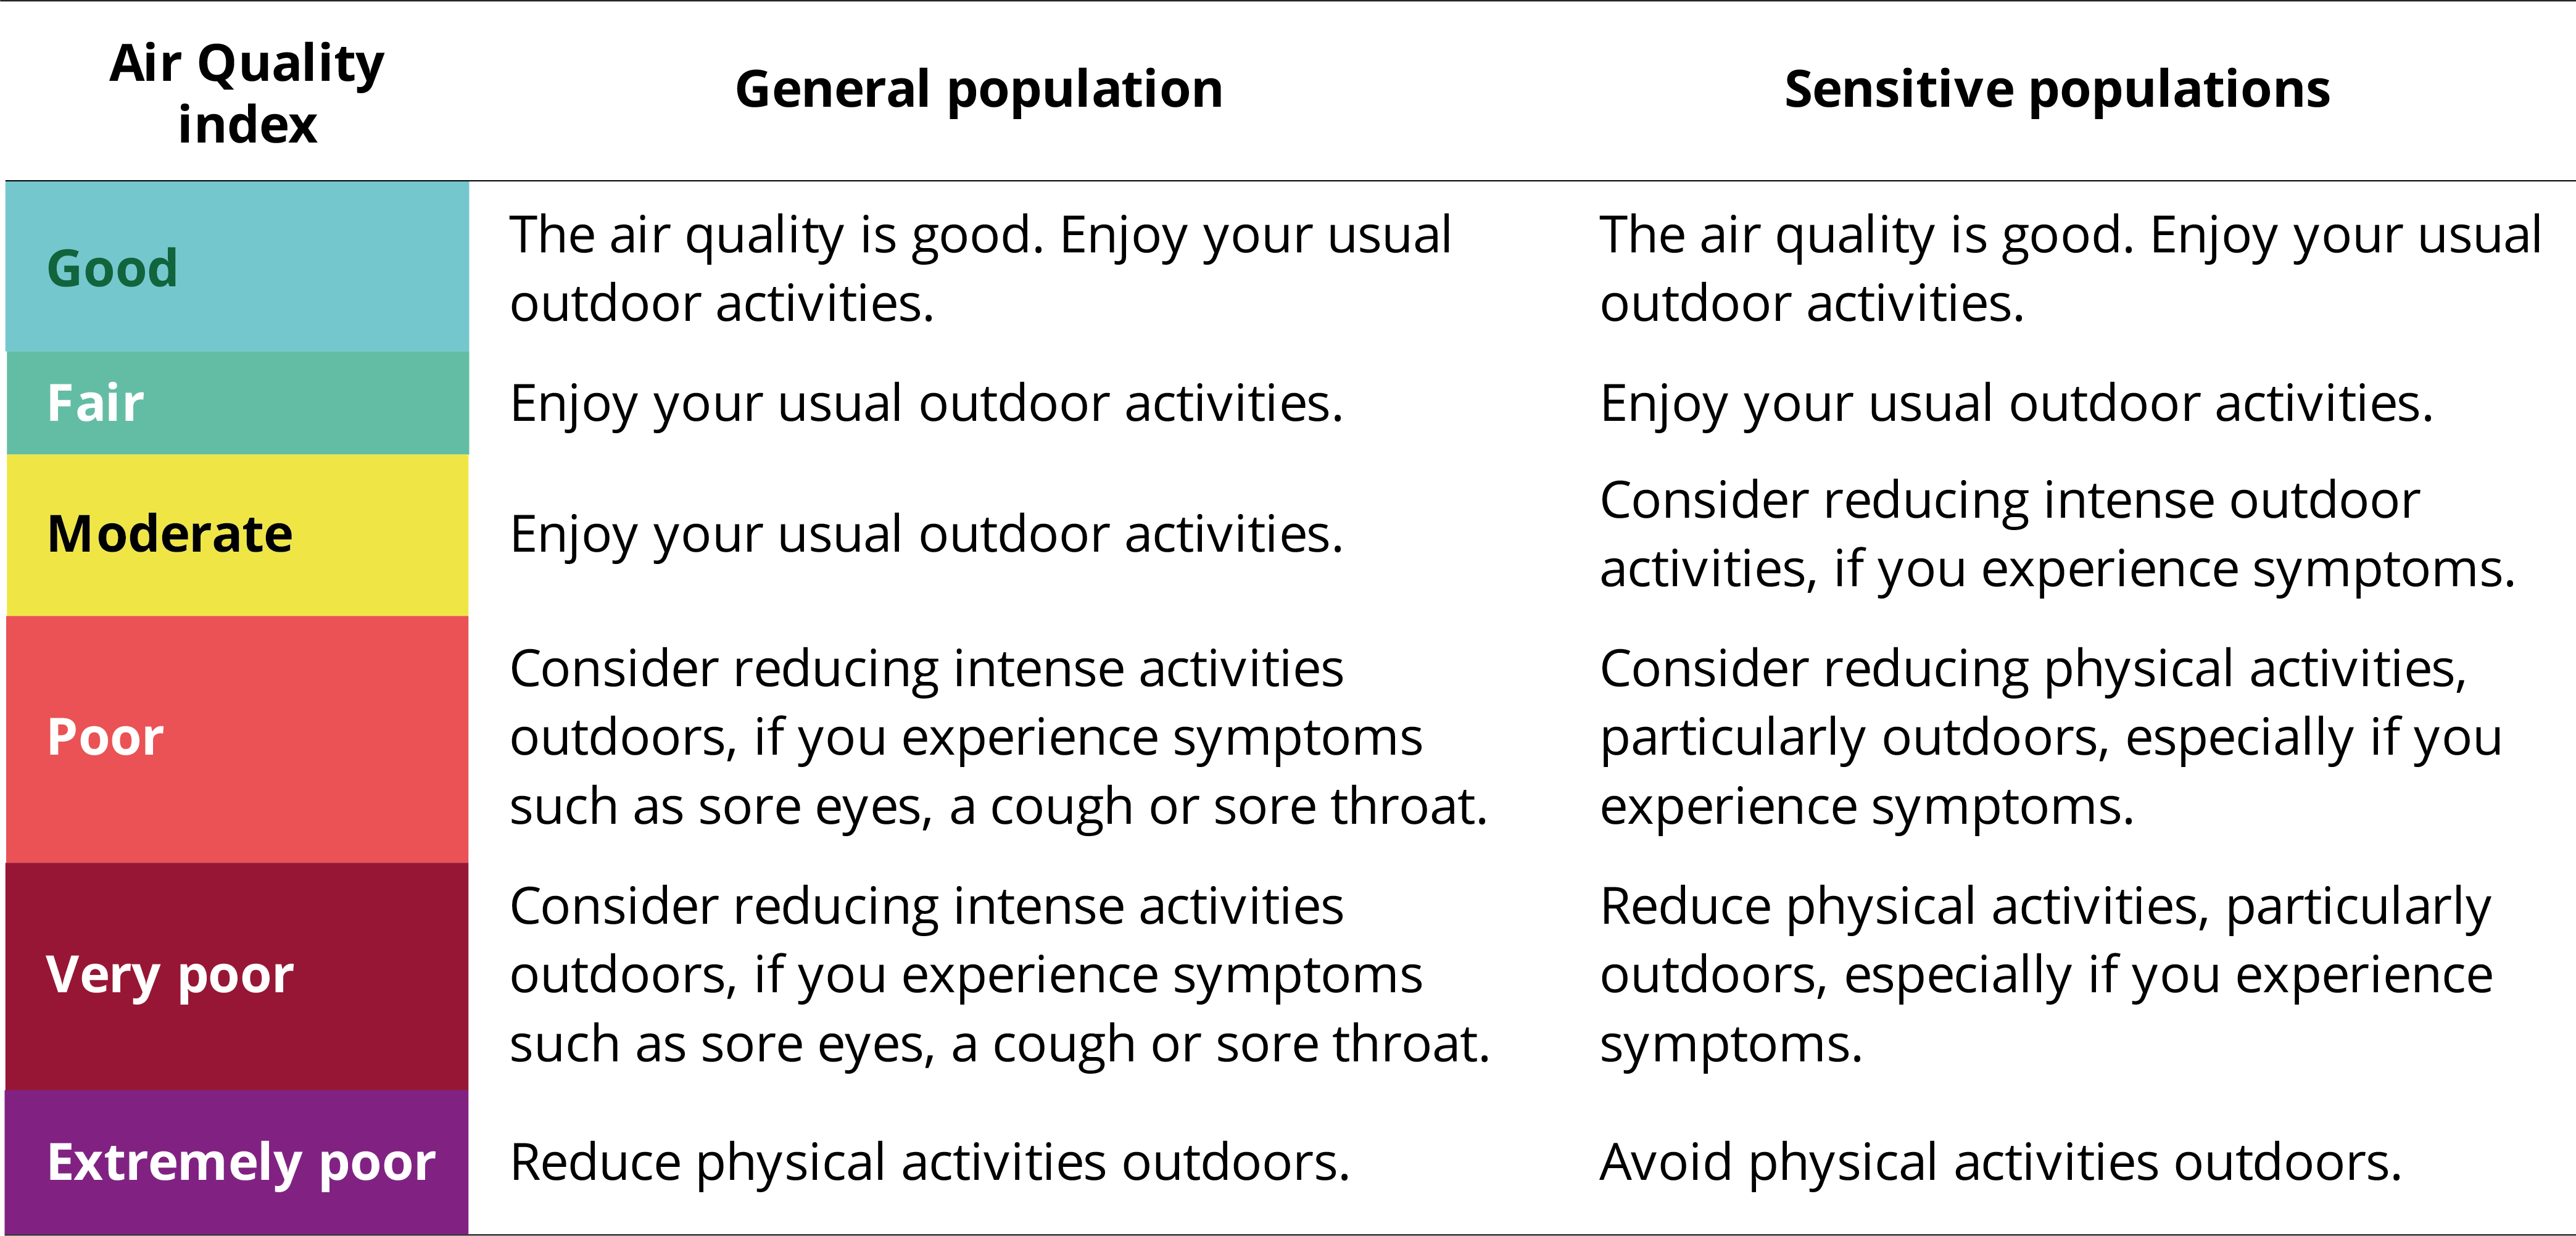 Air Quality
index
General population
Sensitive populations
Good
The air quality is good. Enjoy your usual
outdoor activities.
The air quality is good. Enjoy your usual
outdoor activities.
Fair
Enjoy your usual outdoor activities.
Enjoy your usual outdoor activities.
Moderate
Enjoy your usual outdoor activities.
Consider reducing intense outdoor
activities, if you experience symptoms.
Poor
Consider reducing intense activities
outdoors, if you experience symptoms
such as sore eyes, a cough or sore throat.
Consider reducing physical activities,
particularly outdoors, especially if you
experience symptoms.
Very poor
Consider reducing intense activities
outdoors, if you experience symptoms
such as sore eyes, a cough or sore throat.
Reduce physical activities, particularly
outdoors, especially if you experience
symptoms.
Extremely poor
Reduce physical activities outdoors.
Avoid physical activities outdoors.